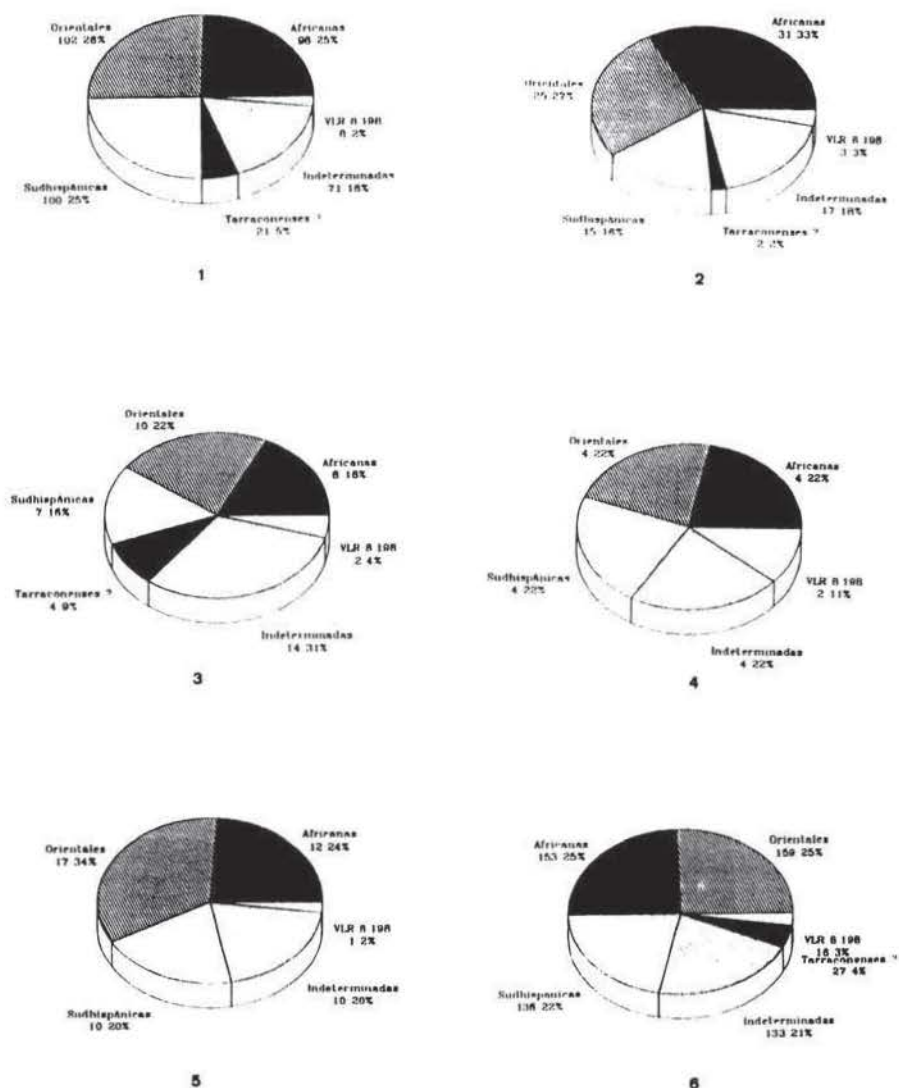 Orientales
102 26%
Africanas
98 25%
VLR 8 198
8 2%
Indeterminadas
71 18%
Tarraconenses ?
21 5%
Sudhispánicas
100 25%
1
Africanas
31 33%
Orientales
25 27%
VLR 8 198
3 3%
Indeterminadas
17 18%
Tarraconenses ?
2 2%
Sudhispánicas
15 16%
2
Orientales
10 22%
Africanas
8 18%
Sudhispánicas
7 16%
VLR 8 198
2 4%
Tarraconenses ?
4 9%
Indeterminadas
14 31%
3
Orientales
4 22%
Africanas
4 22%
Sudhispánicas
4 22%
VLR 8 198
2 11%
Indeterminadas
4 22%
4
Africanas
12 24%
Orientales
17 34%
VLR 8 198
1 2%
Indeterminadas
10 20%
Sudhispánicas
10 20%
5
Africanas
153 25%
Orientales
159 25%
VLR 8 198
16 3%
Tarraconenses ?
27 4%
Sudhispanicas
136 22%
Indeterminadas
133 21%
6